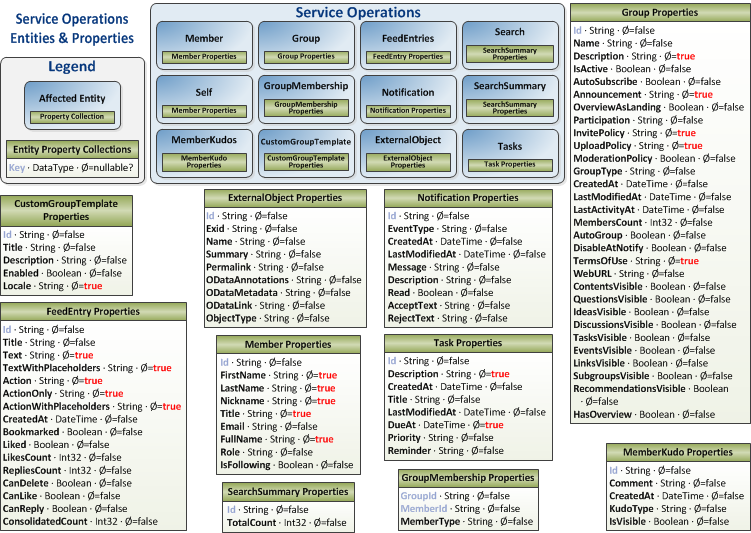 Service Operations
Entities & Properties
Legend
Affected Entity
Property Collection
Entity Property Collections
Key · DataType · Ø=nullable?
Service Operations
Member
Member Properties
Group
Group Properties
FeedEntries
FeedEntry Properties
Search
SearchSummary
Properties
Self
Member Properties
GroupMembership
GroupMembership
Properties
Notification
Notification Properties
SearchSummary
SearchSummary
Properties
MemberKudos
MemberKudo
Properties
CustomGroupTemplate
CustomGroupTemplate
Properties
ExternalObject
ExternalObject
Properties
Tasks
Task Properties
CustomGroupTemplate
Properties
Id · String · Ø=false
Title · String · Ø=false
Description · String · Ø=false
Enabled · Boolean · Ø=false
Locale · String · Ø=true
FeedEntry Properties
Id · String · Ø=false
Title · String · Ø=false
Text · String · Ø=true
TextWithPlaceholders · String · Ø=true
Action · String · Ø=true
ActionOnly · String · Ø=true
ActionWithPlaceholders · String · Ø=true
CreatedAt · DateTime · Ø=false
Bookmarked · Boolean · Ø=false
Liked · Boolean · Ø=false
LikesCount · Int32 · Ø=false
RepliesCount · Int32 · Ø=false
CanDelete · Boolean · Ø=false
CanLike · Boolean · Ø=false
CanReply · Boolean · Ø=false
ConsolidatedCount · Int32 · Ø=false
ExternalObject Properties
Id · String · Ø=false
Exid · String · Ø=false
Name · String · Ø=false
Summary · String · Ø=false
Permalink · String · Ø=false
ODataAnnotations · String · Ø=false
ODataMetadata · String · Ø=false
ODataLink · String · Ø=false
ObjectType · String · Ø=false
Member Properties
Id · String · Ø=false
FirstName · String · Ø=true
LastName · String · Ø=true
Nickname · String · Ø=true
Title · String · Ø=true
Email · String · Ø=false
FullName · String · Ø=true
Role · String · Ø=false
IsFollowing · Boolean · Ø=false
SearchSummary Properties
Id · String · Ø=false
TotalCount · Int32 · Ø=false
Notification Properties
Id · String · Ø=false
EventType · String · Ø=false
CreatedAt · DateTime · Ø=false
LastModifiedAt · DateTime · Ø=false
Message · String · Ø=false
Description · String · Ø=false
Read · Boolean · Ø=false
AcceptText · String · Ø=false
RejectText · String · Ø=false
Task Properties
Id · String · Ø=false
Description · String · Ø=true
CreatedAt · DateTime · Ø=false
Title · String · Ø=false
LastModifiedAt · DateTime · Ø=false
DueAt · DateTime · Ø=true
Priority · String · Ø=false
Reminder · String · Ø=false
GroupMembership Properties
GroupId · String · Ø=false
MemberId · String · Ø=false
MemberType · String · Ø=false
Group Properties
Id · String · Ø=false
Name · String · Ø=false
Description · String · Ø=true
IsActive · Boolean · Ø=false
AutoSubscribe · Boolean · Ø=false
Announcement · String · Ø=true
OverviewAsLanding · Boolean · Ø=false
Participation · String · Ø=false
InvitePolicy · String · Ø=true
UploadPolicy · String · Ø=true
ModerationPolicy · Boolean · Ø=false
GroupType · String · Ø=false
CreatedAt · DateTime · Ø=false
LastModifiedAt · DateTime · Ø=false
LastActivityAt · DateTime · Ø=false
MembersCount · Int32 · Ø=false
AutoGroup · Boolean · Ø=false
DisableAtNotify · Boolean · Ø=false
TermsOfUse · String · Ø=true
WebURL · String · Ø=false
ContentsVisible · Boolean · Ø=false
QuestionsVisible · Boolean · Ø=false
IdeasVisible · Boolean · Ø=false
DiscussionsVisible · Boolean · Ø=false
TasksVisible · Boolean · Ø=false
EventsVisible · Boolean · Ø=false
LinksVisible · Boolean · Ø=false
SubgroupsVisible · Boolean · Ø=false
RecommendationsVisible · Boolean
· Ø=false
HasOverview · Boolean · Ø=false
MemberKudo Properties
Id · String · Ø=false
Comment · String · Ø=false
CreatedAt · DateTime · Ø=false
KudoType · String · Ø=false
IsVisible · Boolean · Ø=false